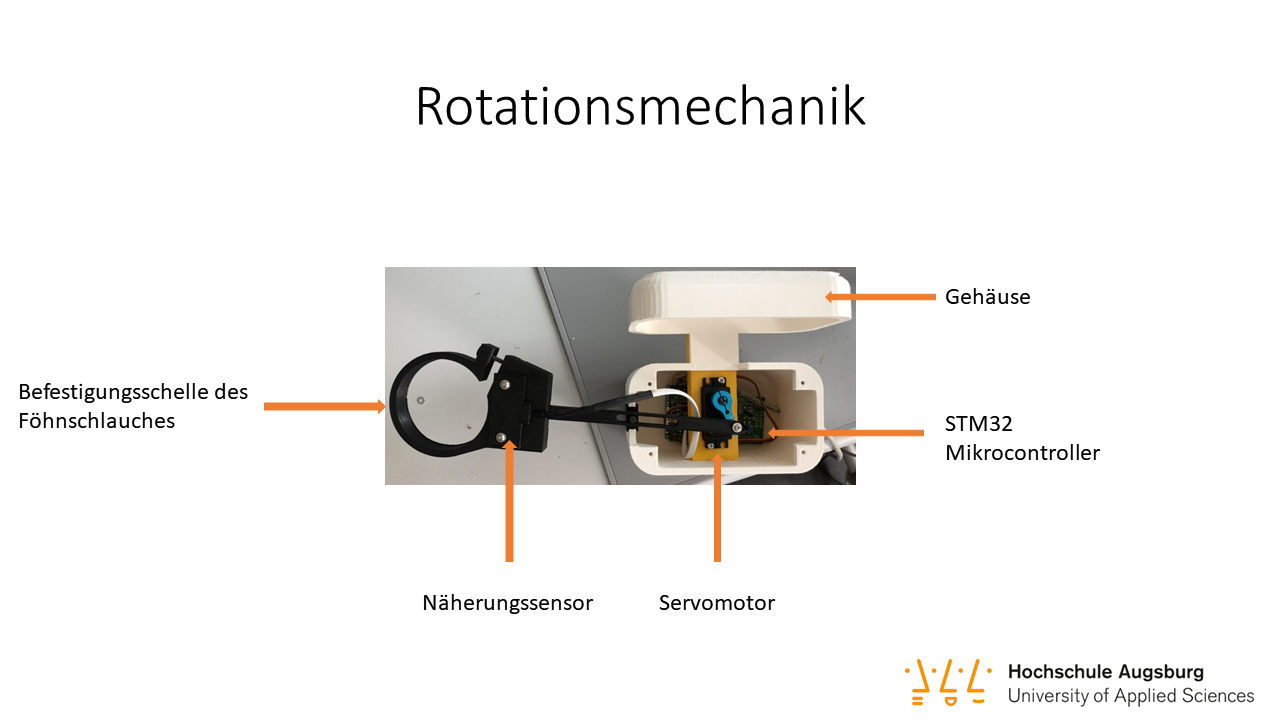 Rotationsmechanik
Gehäuse
Befestigungsschelle des
Föhnschlauches
STM32
Mikrocontroller
Näherungssensor
Servomotor
Hochschule Augsburg
University of Applied Sciences